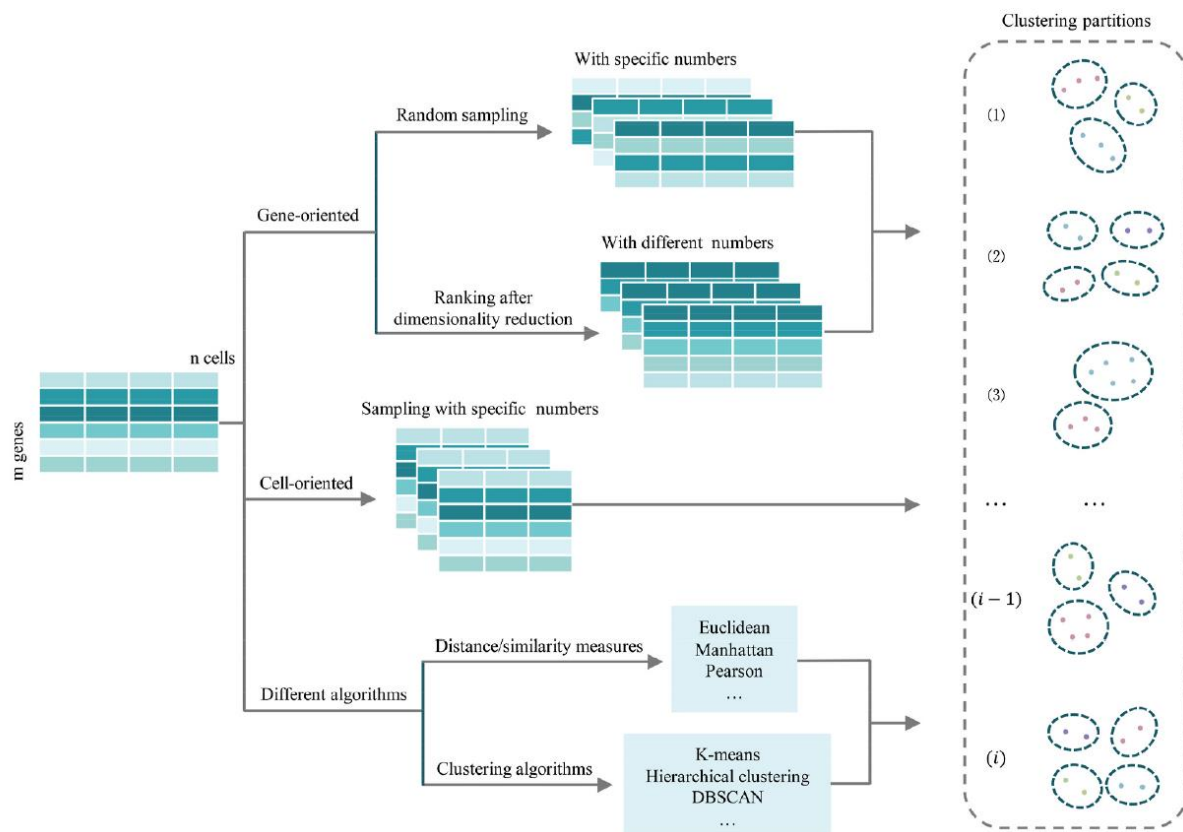 Clustering partitions
With specific numbers
Random sampling
(1)
Gene-oriented
With different numbers
(2)
Ranking after
dimensionality reduction
n cells
m genes
(3)
Sampling with specific numbers
Cell-oriented
... ...
(i − 1)
Distance/similarity measures
Euclidean
Manhattan
Pearson
...
Different algorithms
(i)
Clustering algorithms
K-means
Hierarchical clustering
DBSCAN
...